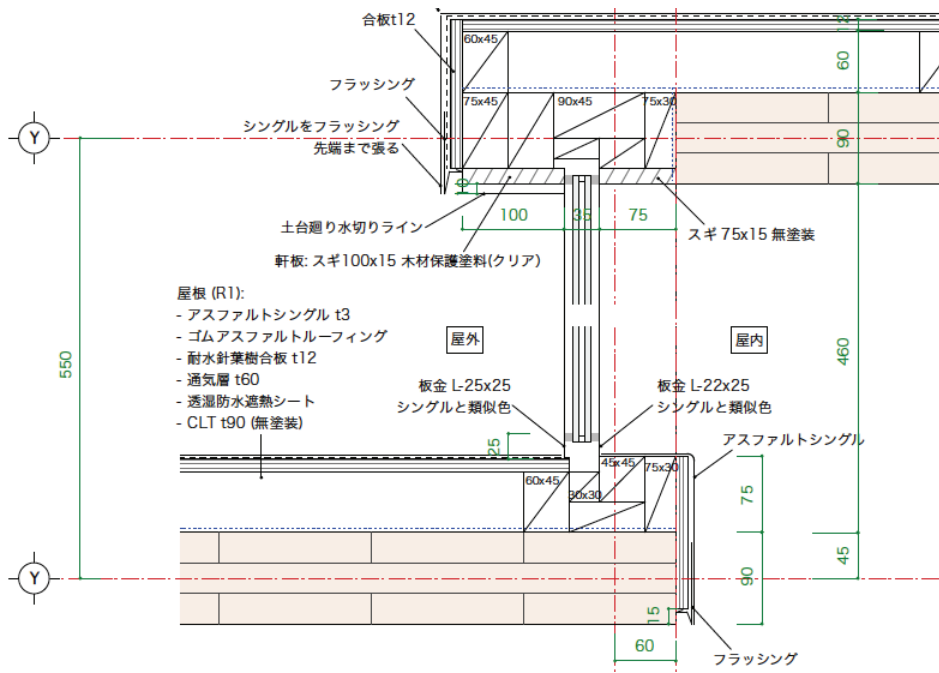 合板t12
12
60x45
60
フラッシング
75x45
90x45
75x30
シングルをフラッシング
先端まで張る
Y
90
10
100
35
75
土台廻り水切りライン
スギ 75x15 無塗装
軒板: スギ100x15 木材保護塗料(クリア)
屋根 (R1):
- アスファルトシングル t3
- ゴムアスファルトルーフィング
- 耐水針葉樹合板 t12
- 通気層 t60
- 透湿防水遮熱シート
- CLT t90 (無塗装)
屋外
屋内
550
460
板金 L-25x25
シングルと類似色
板金 L-22x25
シングルと類似色
アスファルトシングル
25
60x45
45x45
75x30
30x30
75
45
Y
90
15
60
フラッシング